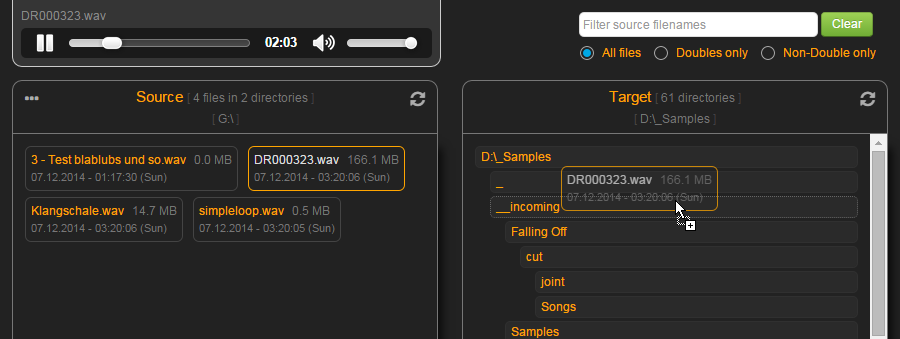 DR000323.wav
02:03
Filter source filenames
Clear
All files
Doubles only
Non-Double only
Source [ 4 files in 2 directories ]
[ G:\ ]
3 - Test blablubs und so.wav 0.0 MB
07.12.2014 - 01:17:30 (Sun)
DR000323.wav 166.1 MB
07.12.2014 - 03:20:06 (Sun)
Klangschale.wav 14.7 MB
07.12.2014 - 03:20:06 (Sun)
simpleloop.wav 0.5 MB
07.12.2014 - 03:20:05 (Sun)
Target [ 61 directories ]
[ D:\_Samples ]
D:\_Samples
_
DR000323.wav 166.1 MB
07.12.2014 - 03:20:06 (Sun)
__incoming
Falling Off
cut
joint
Songs
Samples